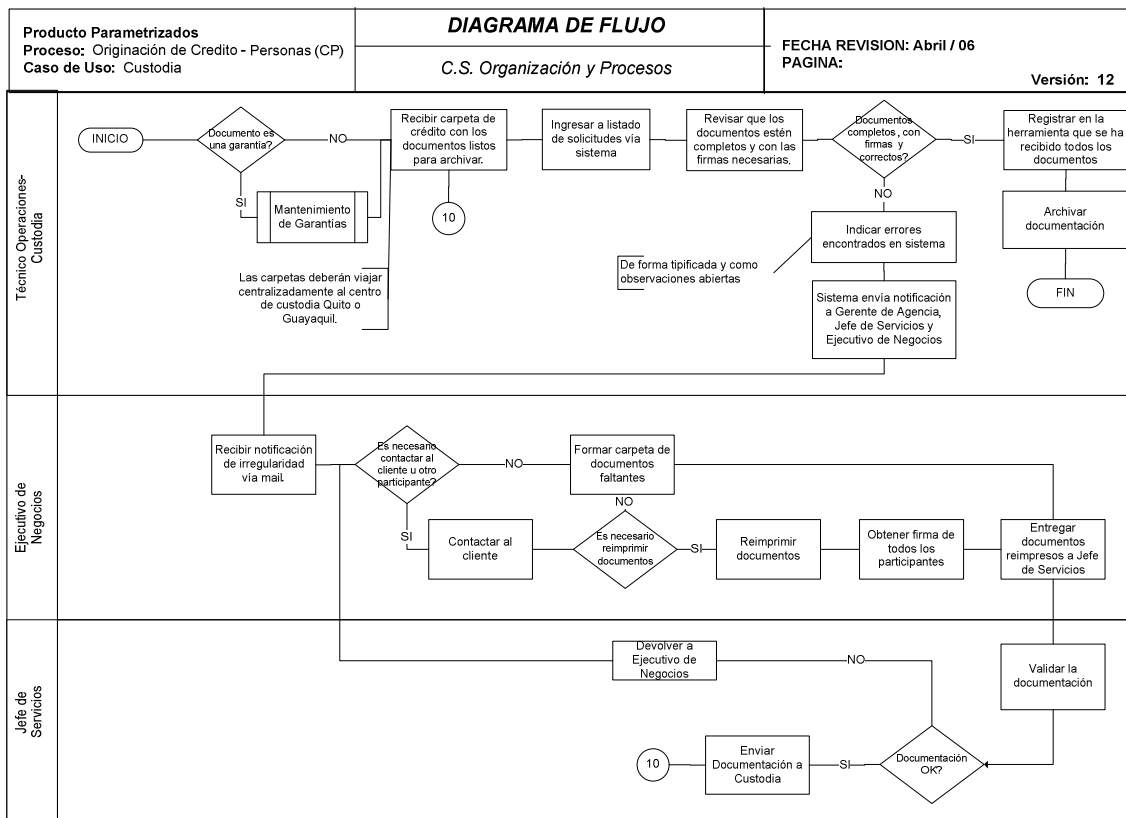 Producto Parametrizados
Proceso: Originación de Credito - Personas (CP)
Caso de Uso: Custodia
DIAGRAMA DE FLUJO
C.S. Organización y Procesos
FECHA REVISION: Abril / 06
PAGINA:
Versión: 12
Técnico Operaciones-
Custodia
INICIO
Documento es
una garantía?
NO
SI
Mantenimiento
de Garantías
Recibir carpeta de
crédito con los
documentos listos
para archivar.
10
Las carpetas deberán viajar
centralizadamente al centro
de custodia Quito o
Guayaquil.
Ingresar a listado
de solicitudes vía
sistema
Revisar que los
documentos estén
completos y con las
firmas necesarias.
Documentos
completos, con
firmas y
correctos?
SI
NO
Registrar en la
herramienta que se ha
recibido todos los
documentos
Archivar
documentación
FIN
Indicar errores
encontrados en sistema
De forma tipificada y como
observaciones abiertas
Sistema envía notificación
a Gerente de Agencia,
Jefe de Servicios y
Ejecutivo de Negocios
Ejecutivo de
Negocios
Recibir notificación
de irregularidad
vía mail.
Es necesario
contactar al
cliente u otro
participante?
NO
SI
Formar carpeta de
documentos
faltantes
NO
Contactar al
cliente
Es necesario
reimprimir
documentos
SI
Reimprimir
documentos
Obtener firma de
todos los
participantes
Entregar
documentos
reimpresos a Jefe
de Servicios
Jefe de
Servicios
Devolver a
Ejecutivo de
Negocios
NO
Validar la
documentación
Documentación
OK?
SI
Enviar
Documentación a
Custodia
10